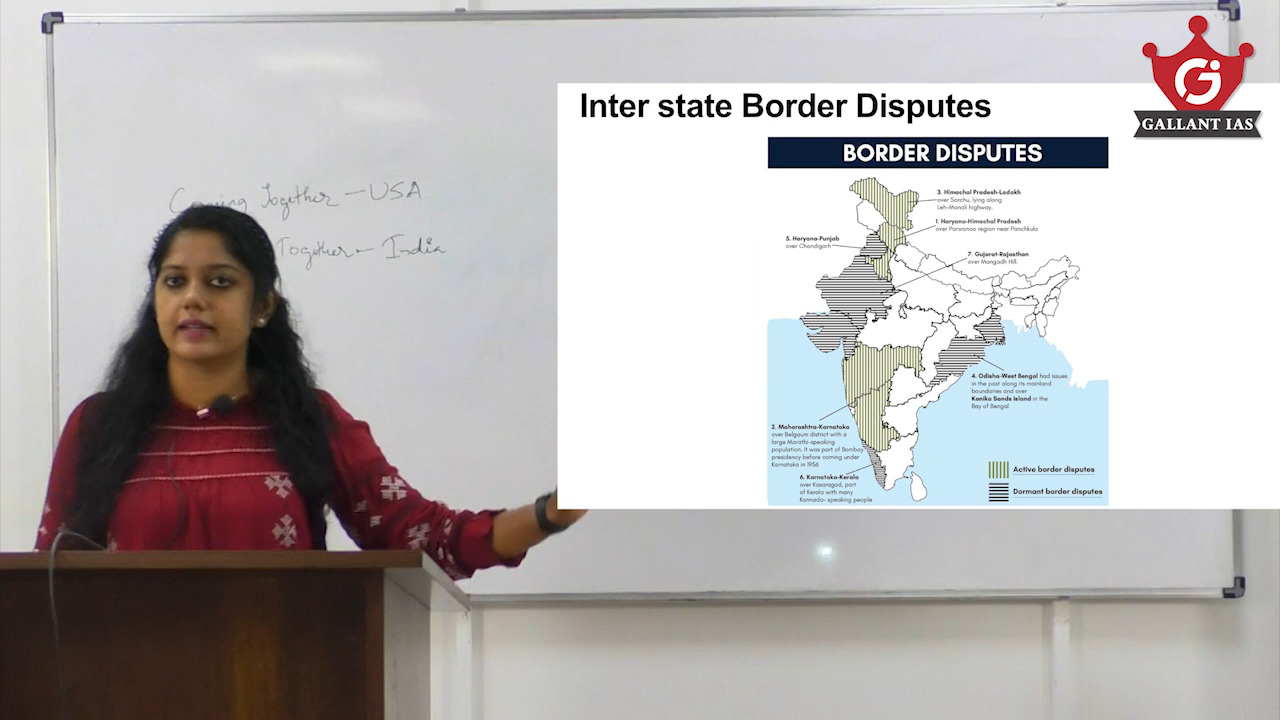 Coming Together - USA
Together - India
Inter state Border Disputes
GALLANT IAS
BORDER DISPUTES
3. Himachal Pradesh-Ladakh
over Sarchu, lying along
Leh-Manali highway.
1. Haryana-Himachal Pradesh
over Parwanoo region near Panchkula
5. Haryana-Punjab
over Chandigarh
7. Gujarat-Rajasthan
over Mangadh Hill.
4. Odisha-West Bengal had issues
in the past along its mainland
boundaries and over
Kanika Sands Island in the
Bay of Bengal
2. Maharashtra-Karnataka
over Belgaum district with a
large Marathi-speaking
population. It was part of Bombay
presidency before coming under
Karnataka in 1956
6. Karnataka-Kerala
over Kasaragod, part
of Kerala with many
Kannada- speaking people
Active border disputes
Dormant border disputes